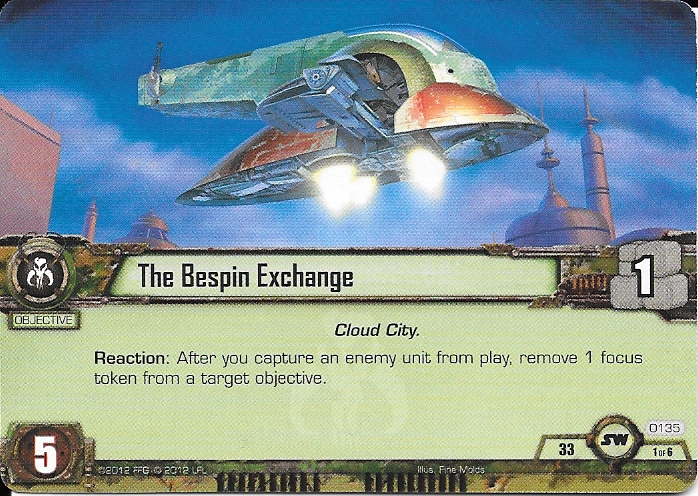 The Bespin Exchange
1
OBJECTIVE
Cloud City.
Reaction: After you capture an enemy unit from play, remove 1 focus
token from a target objective.
5
©2012 FFG © 2012 LFL
Illus. Fine Molds
33
SW
0135
1 OF 6